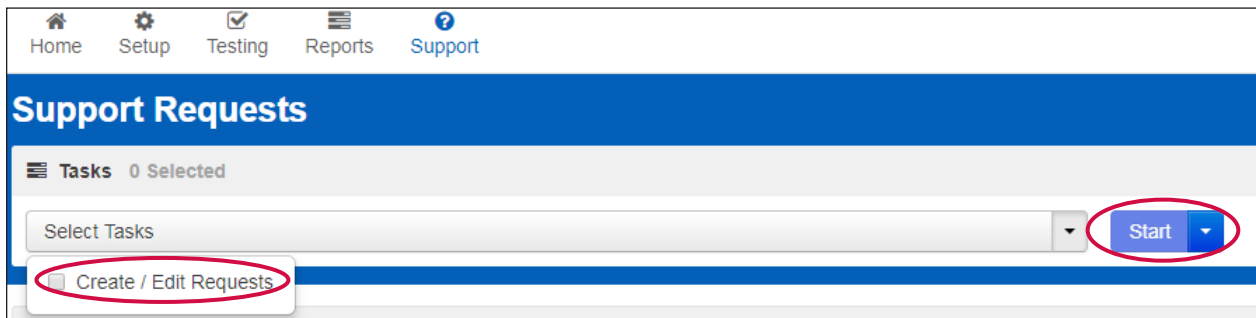 Home Setup Testing Reports Support
Support Requests
Tasks 0 Selected
Select Tasks Start
Create / Edit Requests